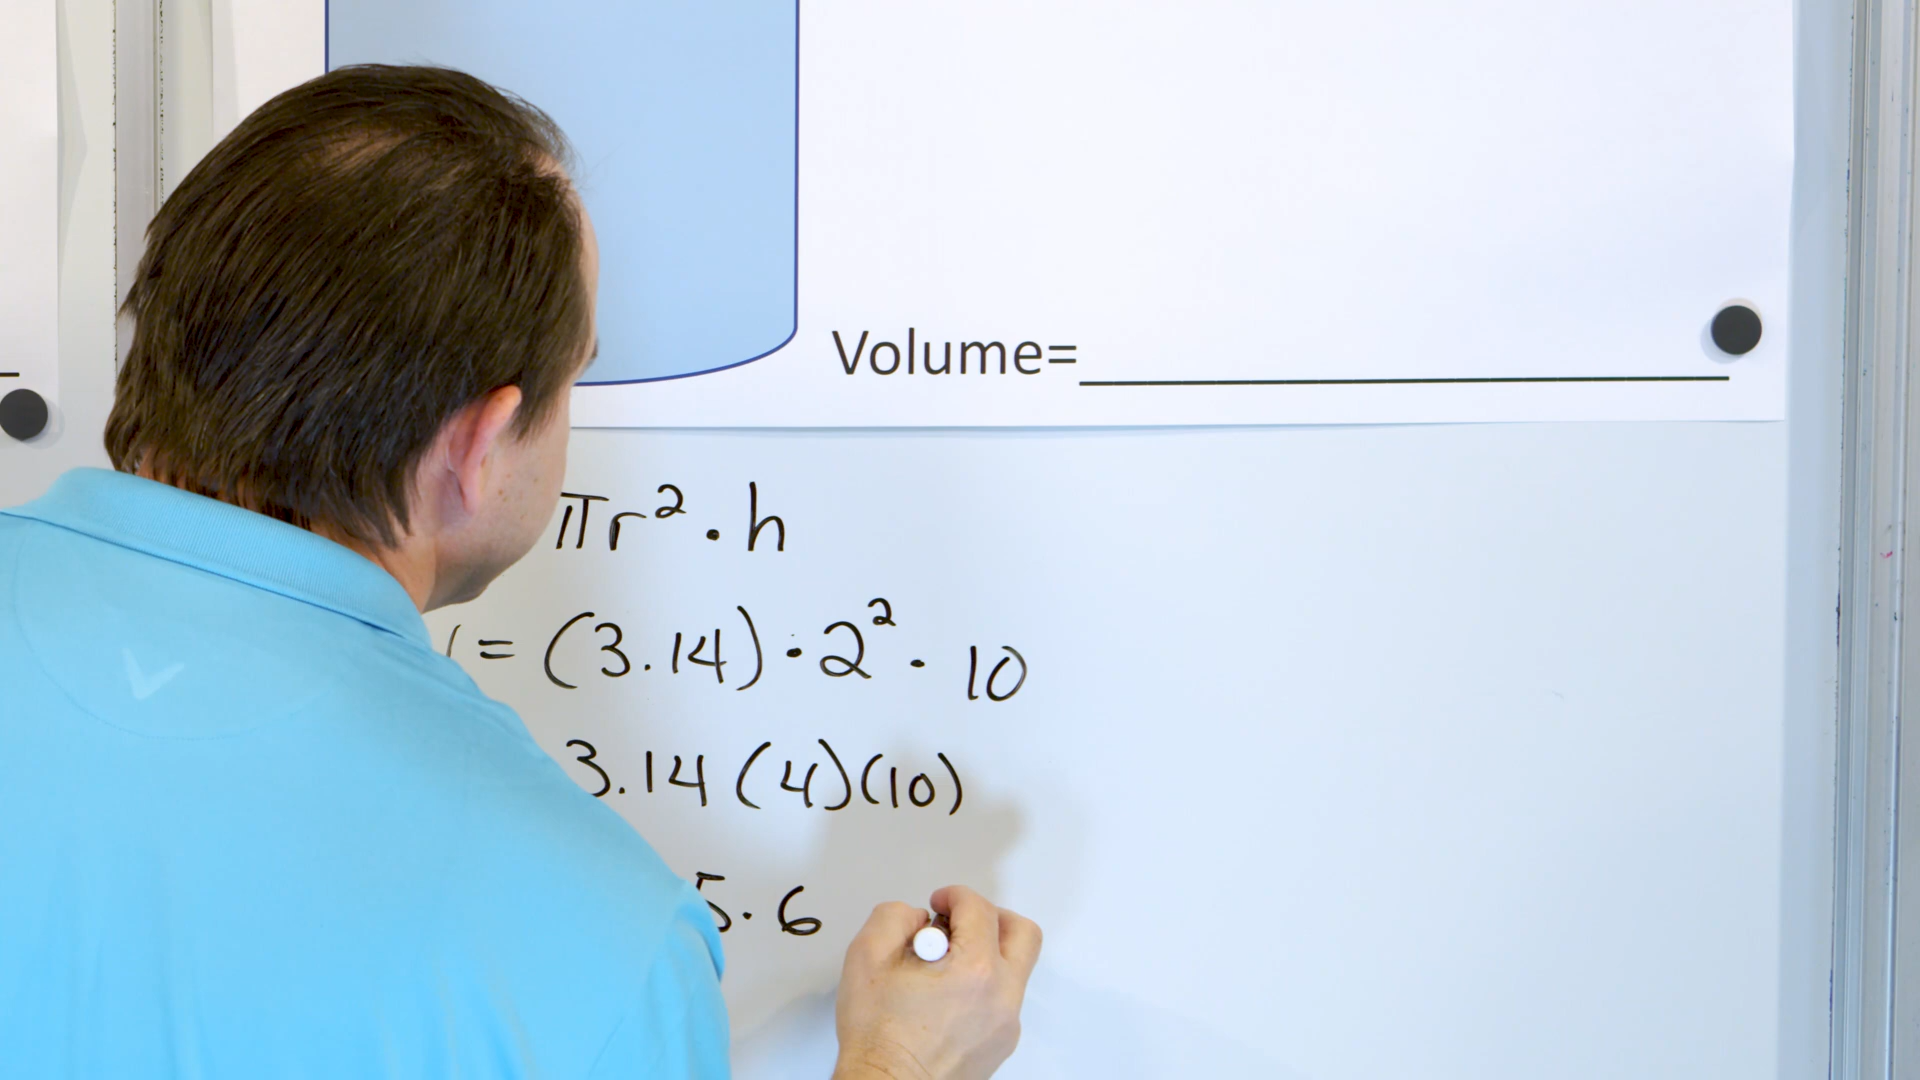 Volume=
πr² · h
= (3.14) · 2² · 10
3.14 (4)(10)
5.6